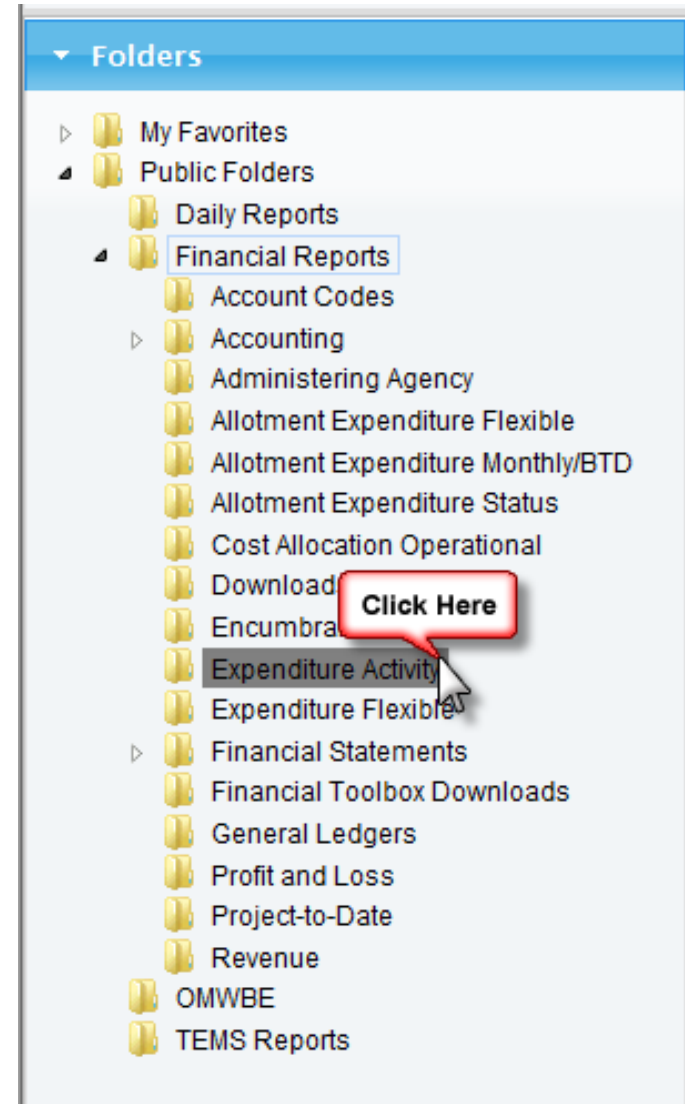 Folders
My Favorites
Public Folders
Daily Reports
Financial Reports
Account Codes
Accounting
Administering Agency
Allotment Expenditure Flexible
Allotment Expenditure Monthly/BTD
Allotment Expenditure Status
Cost Allocation Operational
Download
Click Here
Encumbra
Expenditure Activity
Expenditure Flexible
Financial Statements
Financial Toolbox Downloads
General Ledgers
Profit and Loss
Project-to-Date
Revenue
OMWBE
TEMS Reports